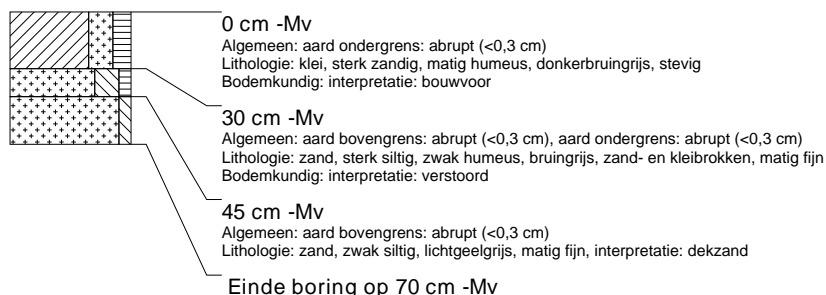 0 cm -Mv
Algemeen: aard ondergrens: abrupt (<0,3 cm)
Lithologie: klei, sterk zandig, matig humeus, donkerbruingrijs, stevig
Bodemkundig: interpretatie: bouwvoor
30 cm -Mv
Algemeen: aard bovengrens: abrupt (<0,3 cm), aard ondergrens: abrupt (<0,3 cm)
Lithologie: zand, sterk siltig, zwak humeus, bruingrijs, zand- en kleibrokken, matig fijn
Bodemkundig: interpretatie: verstoord
45 cm -Mv
Algemeen: aard bovengrens: abrupt (<0,3 cm)
Lithologie: zand, zwak siltig, lichtgeelgrijs, matig fijn, interpretatie: dekzand
Einde boring op 70 cm -Mv